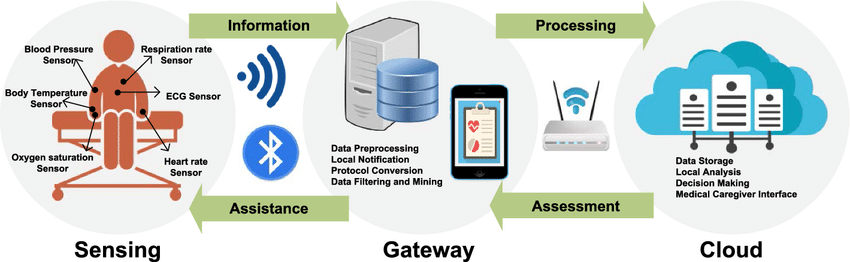 Information
Processing
Blood Pressure
Sensor
Respiration rate
Sensor
Body Temperature
Sensor
ECG Sensor
Oxygen saturation
Sensor
Heart rate
Sensor
Data Preprocessing
Local Notification
Protocol Conversion
Data Filtering and Mining
Data Storage
Local Analysis
Decision Making
Medical Caregiver Interface
Assistance
Assessment
Sensing
Gateway
Cloud